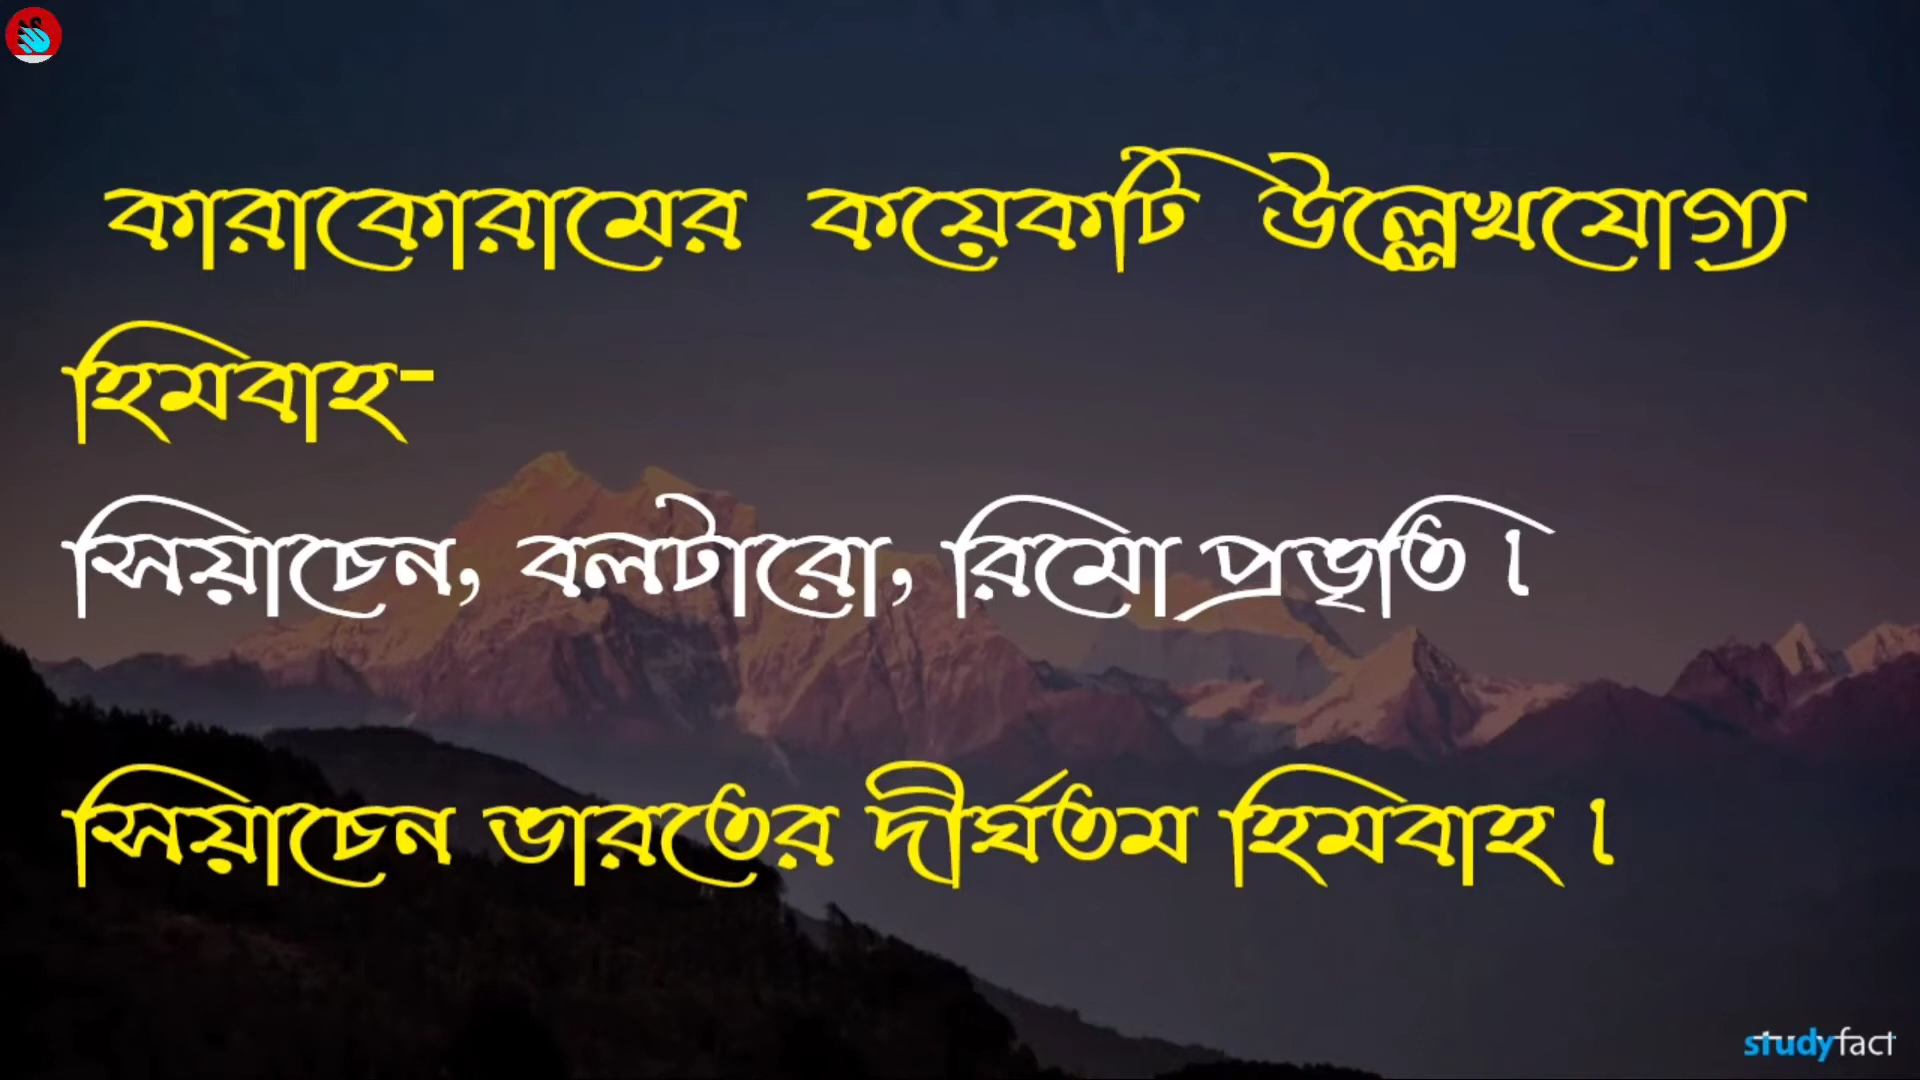 কারাকোরামের কয়েকটি উল্লেখযোগ্য
হিমবাহ-
সিয়াচেন, বলটারো, রিমো প্রভৃতি ।
সিয়াচেন ভারতের দীর্ঘতম হিমবাহ ।
studyfact